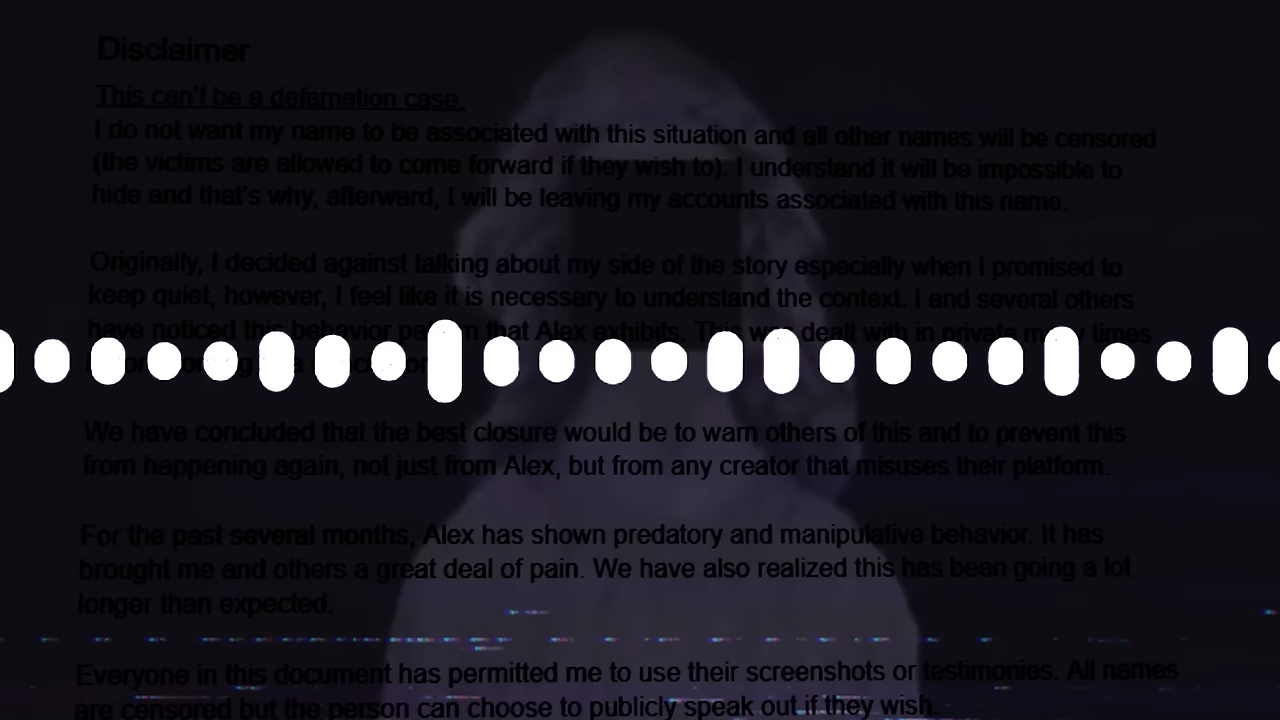 Disclaimer
This can't be a defamation case.
I do not want my name to be associated with this situation and all other names will be censored
(the victims are allowed to come forward if they wish to). I understand it will be impossible to
hide and that's why, afterward, I will be leaving my accounts associated with this name.
Originally, I decided against talking about my side of the story especially when I promised to
keep quiet, however, I feel like it is necessary to understand the context. I and several others
have noticed this behavior that Alex exhibits. This was dealt with in private many times
We have concluded that the best closure would be to warn others of this and to prevent this
from happening again, not just from Alex, but from any creator that misuses their platform.
For the past several months, Alex has shown predatory and manipulative behavior. It has
brought me and others a great deal of pain. We have also realized this has been going a lot
longer than expected.
Everyone in this document has permitted me to use their screenshots or testimonies. All names
are censored but the person can choose to publicly speak out if they wish.